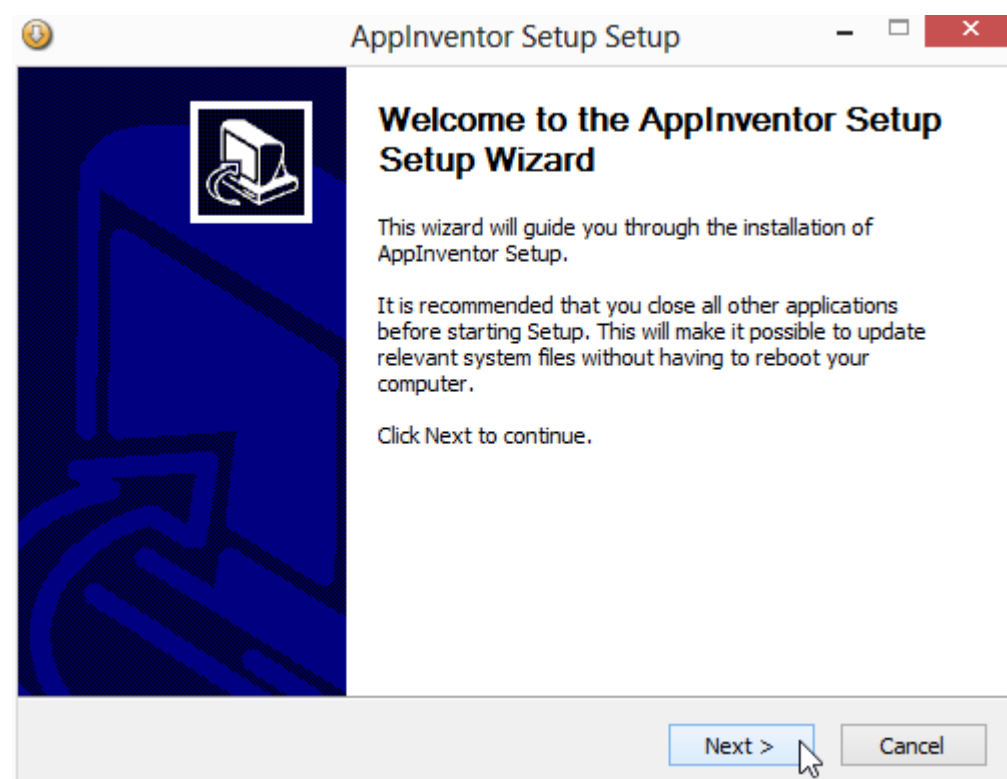 AppInventor Setup Setup
Welcome to the AppInventor Setup
Setup Wizard
This wizard will guide you through the installation of
AppInventor Setup.
It is recommended that you close all other applications
before starting Setup. This will make it possible to update
relevant system files without having to reboot your
computer.
Click Next to continue.
Next >
Cancel